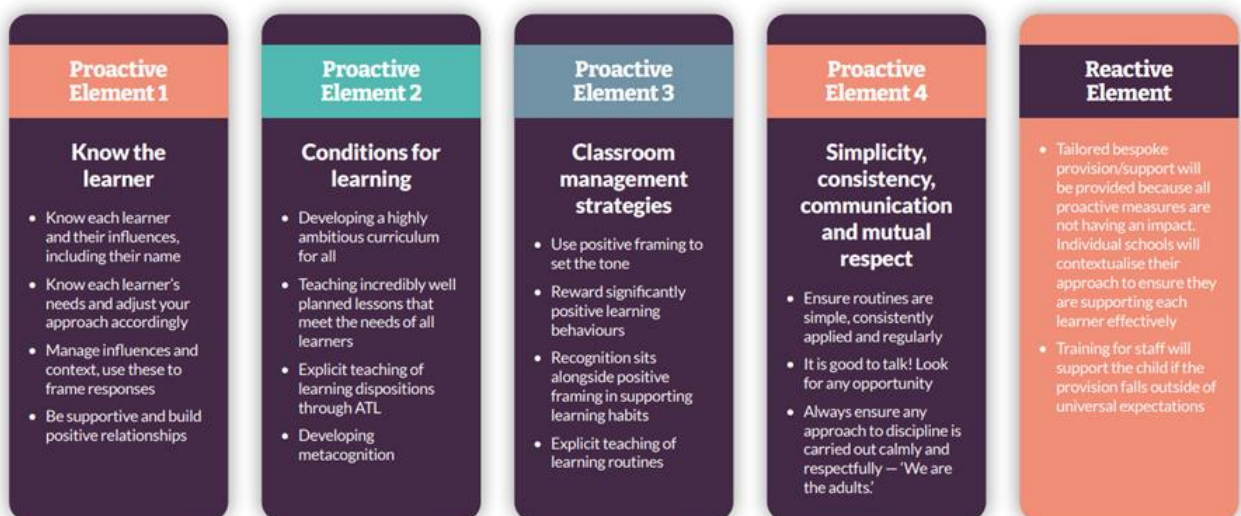 Proactive
Element 1
Know the
learner
• Know each learner
and their influences,
including their name
• Know each learner's
needs and adjust your
approach accordingly
• Manage influences and
context, use these to
frame responses
• Be supportive and build
positive relationships
Proactive
Element 2
Conditions for
learning
• Developing a highly
ambitious curriculum
for all
• Teaching incredibly well
planned lessons that
meet the needs of all
learners
• Explicit teaching of
learning dispositions
through ATL
• Developing
metacognition
Proactive
Element 3
Classroom
management
strategies
• Use positive framing to
set the tone
• Reward significantly
positive learning
behaviours
• Recognition sits
alongside positive
framing in supporting
learning habits
• Explicit teaching of
learning routines
Proactive
Element 4
Simplicity,
consistency,
communication
and mutual
respect
• Ensure routines are
simple, consistently
applied and regularly
• It is good to talk! Look
for any opportunity
• Always ensure any
approach to discipline is
carried out calmly and
respectfully — 'We are
the adults.'
Reactive
Element
• Tailored bespoke
provision/support will
be provided because all
proactive measures are
not having an impact.
Individual schools will
contextualise their
approach to ensure they
are supporting each
learner effectively
• Training for staff will
support the child if the
provision falls outside of
universal expectations